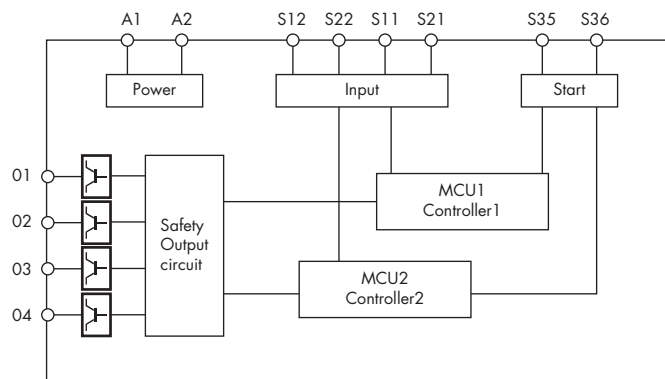 A1 A2 S12 S22 S11 S21 S35 S36
Power Input Start
01
02
03
04
Safety
Output
circuit
MCU1
Controller1
MCU2
Controller2